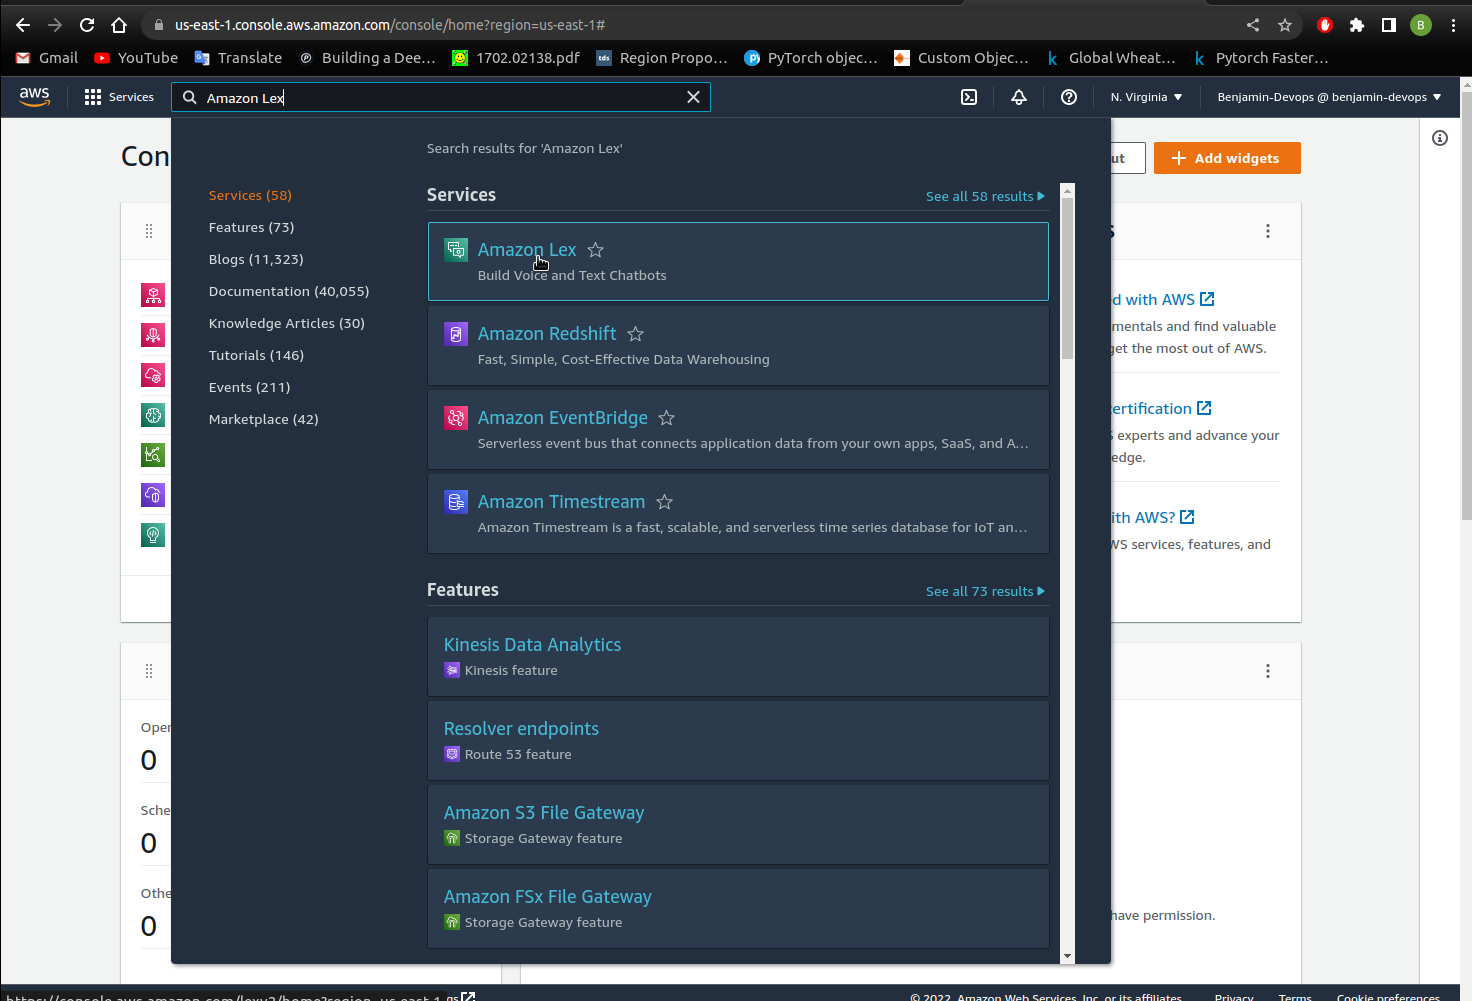 us-east-1.console.aws.amazon.com/console/home?region=us-east-1#
B
Gmail
YouTube
Translate
Building a Dee...
1702.02138.pdf
tds
Region Propo...
PyTorch objec...
Custom Objec...
k
Global Wheat...
k
Pytorch Faster...
aws
Services
Amazon Lex
N. Virginia
Benjamin-Devops @ benjamin-devops
Con
ut
Add widgets
Search results for 'Amazon Lex'
Services (58)
Features (73)
Blogs (11,323)
Documentation (40,055)
Knowledge Articles (30)
Tutorials (146)
Events (211)
Marketplace (42)
Services
See all 58 results
Amazon Lex
Build Voice and Text Chatbots
Amazon Redshift
Fast, Simple, Cost-Effective Data Warehousing
Amazon EventBridge
Serverless event bus that connects application data from your own apps, SaaS, and A...
Amazon Timestream
Amazon Timestream is a fast, scalable, and serverless time series database for IoT an...
Features
See all 73 results
Kinesis Data Analytics
Kinesis feature
Resolver endpoints
Route 53 feature
Amazon S3 File Gateway
Storage Gateway feature
Amazon FSx File Gateway
Storage Gateway feature
s
d with AWS
mentals and find valuable
get the most out of AWS.
ertification
S experts and advance your
edge.
ith AWS?
WS services, features, and
have permission.
Oper
0
Sche
0
Othe
0
https://console.aws.amazon.com/lexv2/home?region=us-east-1
gs
© 2022, Amazon Web Services, Inc. or its affiliates.
Privacy
Terms
Cookie preferences